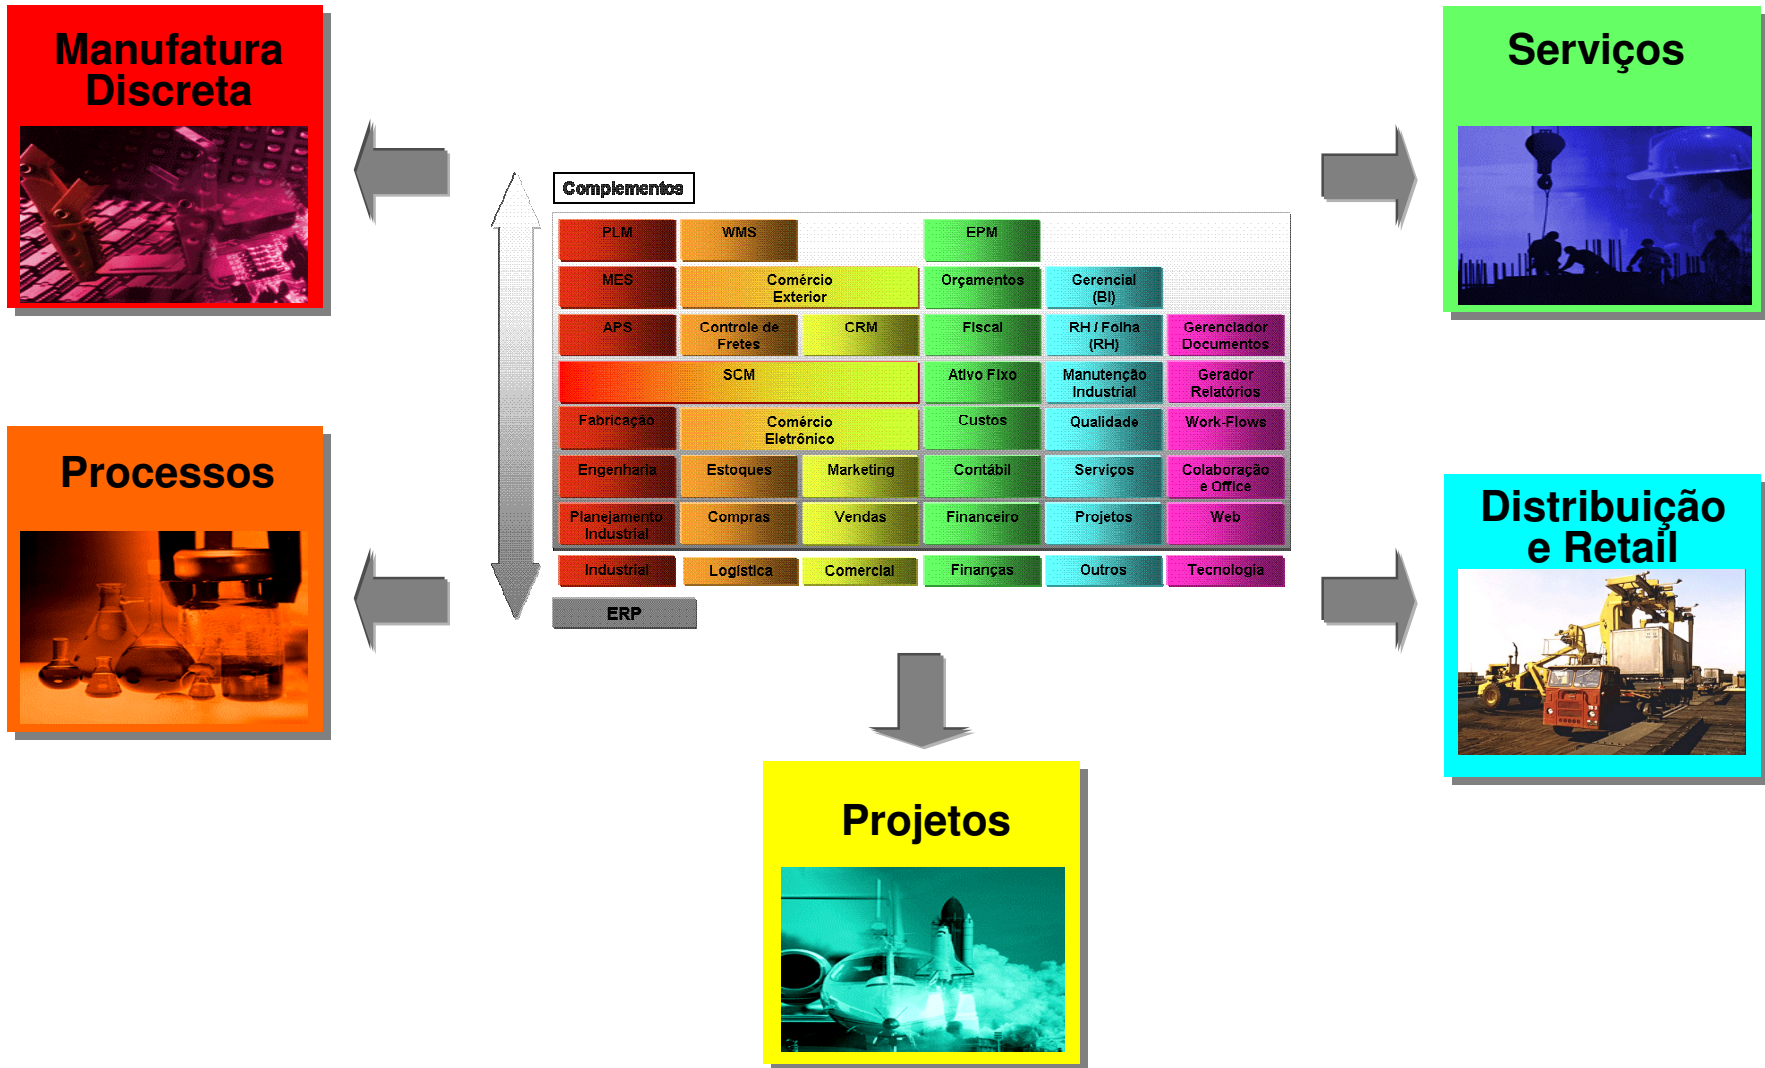 Manufatura
Discreta
Serviços
Complementos
PLM
WMS
EPM
MES
Comércio
Exterior
Orçamentos
Gerencial
(BI)
APS
Controle de
Fretes
CRM
Fiscal
RH / Folha
(RH)
Gerenciador
Documentos
SCM
Ativo Fixo
Manutenção
Industrial
Gerador
Relatórios
Fabricação
Comércio
Eletrônico
Custos
Qualidade
Work-Flows
Engenharia
Estoques
Marketing
Contábil
Serviços
Colaboração
e Office
Planejamento
Industrial
Compras
Vendas
Financeiro
Projetos
Web
Industrial
Logística
Comercial
Finanças
Outros
Tecnologia
ERP
Processos
Distribuição
e Retail
Projetos